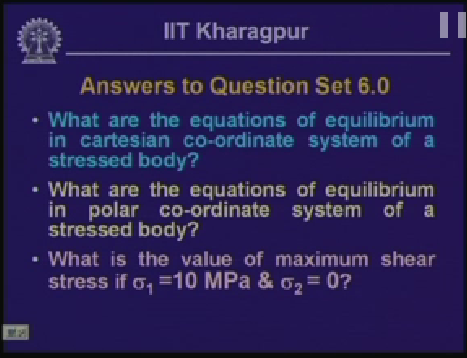 IIT Kharagpur
Answers to Question Set 6.0
• What are the equations of equilibrium
in cartesian co-ordinate system of a
stressed body?
• What are the equations of equilibrium
in polar co-ordinate system of a
stressed body?
• What is the value of maximum shear
stress if σ₁ =10 MPa & σ₂ = 0?